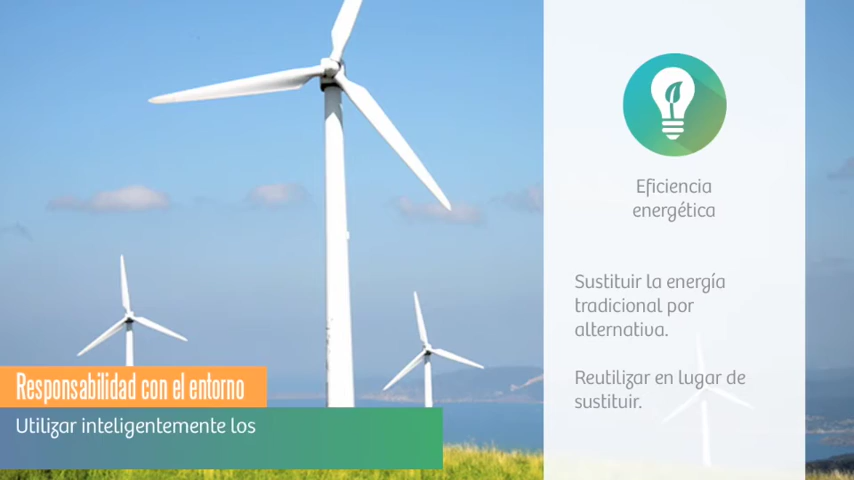 Eficiencia
energética
Sustituir la energía
tradicional por
alternativa.
Reutilizar en lugar de
sustituir.
Responsabilidad con el entorno
Utilizar inteligentemente los